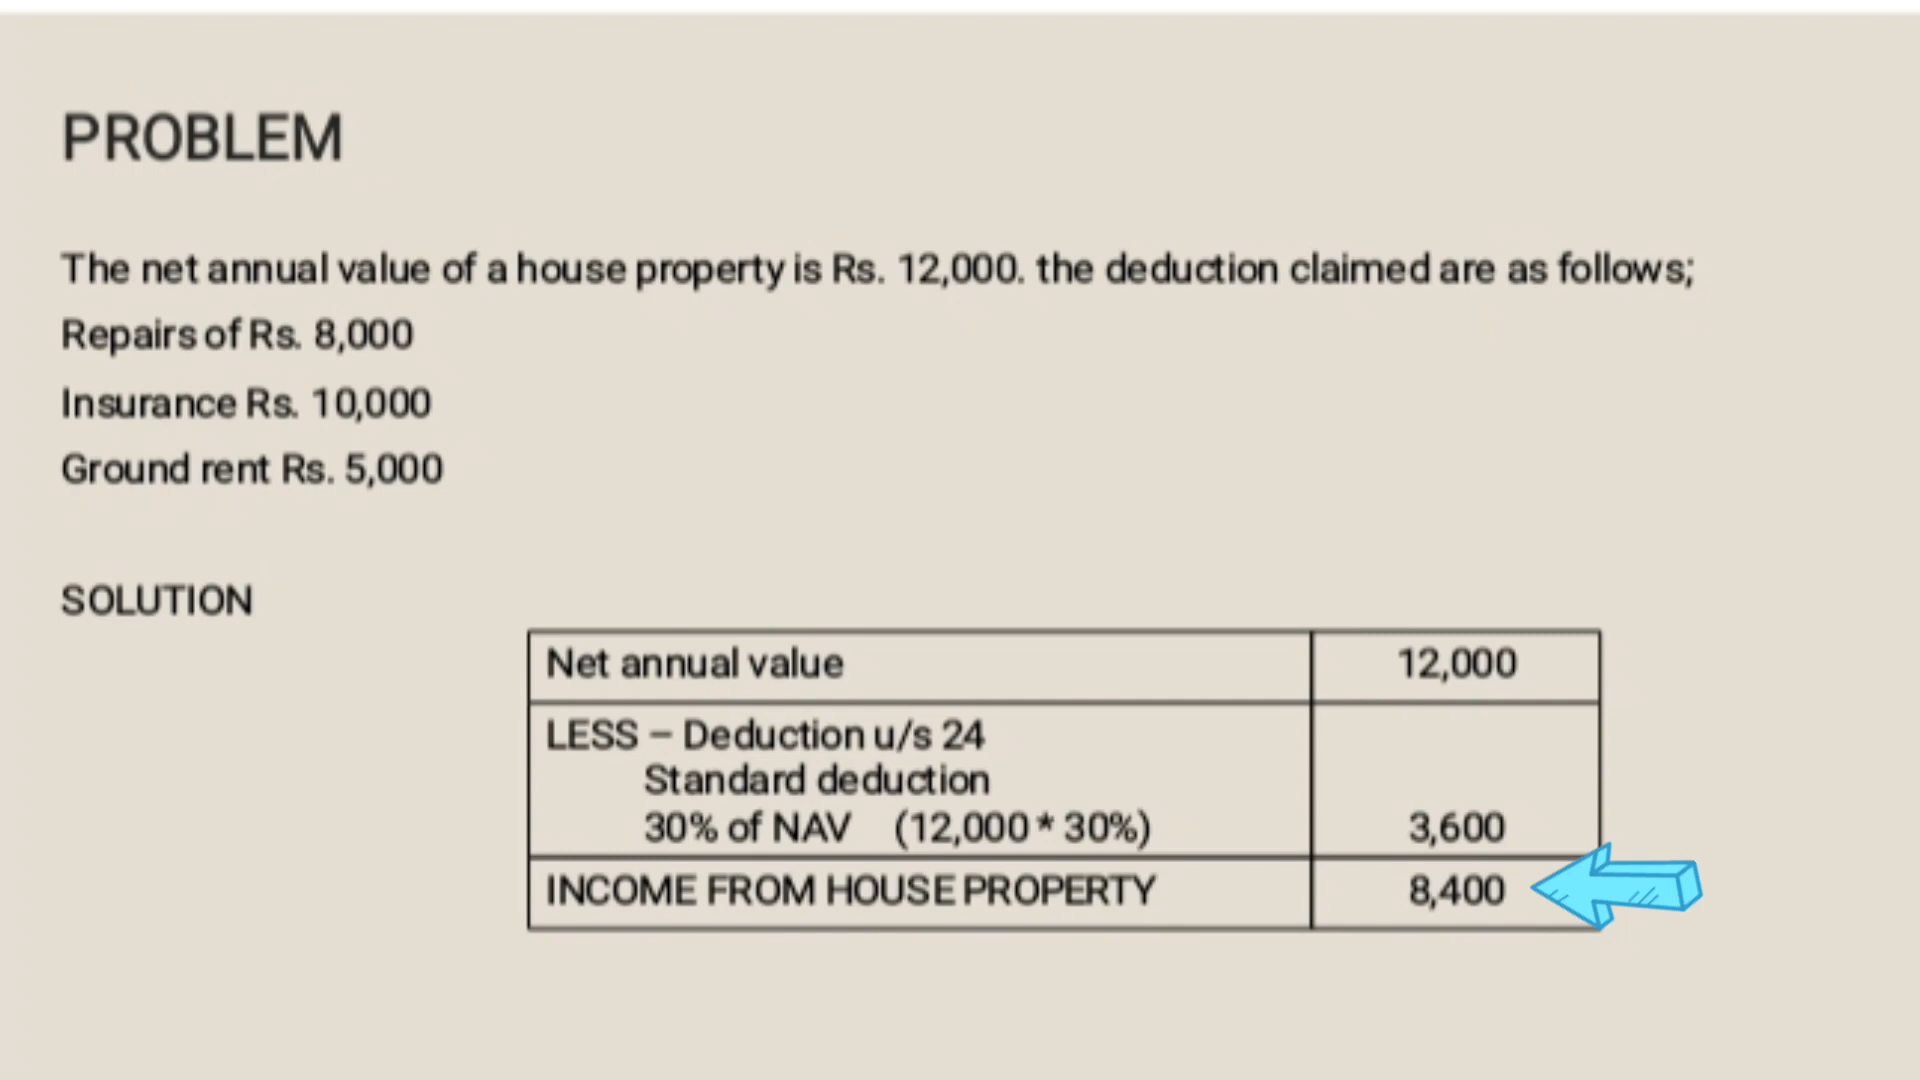 PROBLEM
The net annual value of a house property is Rs. 12,000. the deduction claimed are as follows;
Repairs of Rs. 8,000
Insurance Rs. 10,000
Ground rent Rs. 5,000
SOLUTION
Net annual value 12,000
LESS – Deduction u/s 24
Standard deduction
30% of NAV (12,000 * 30%) 3,600
INCOME FROM HOUSE PROPERTY 8,400